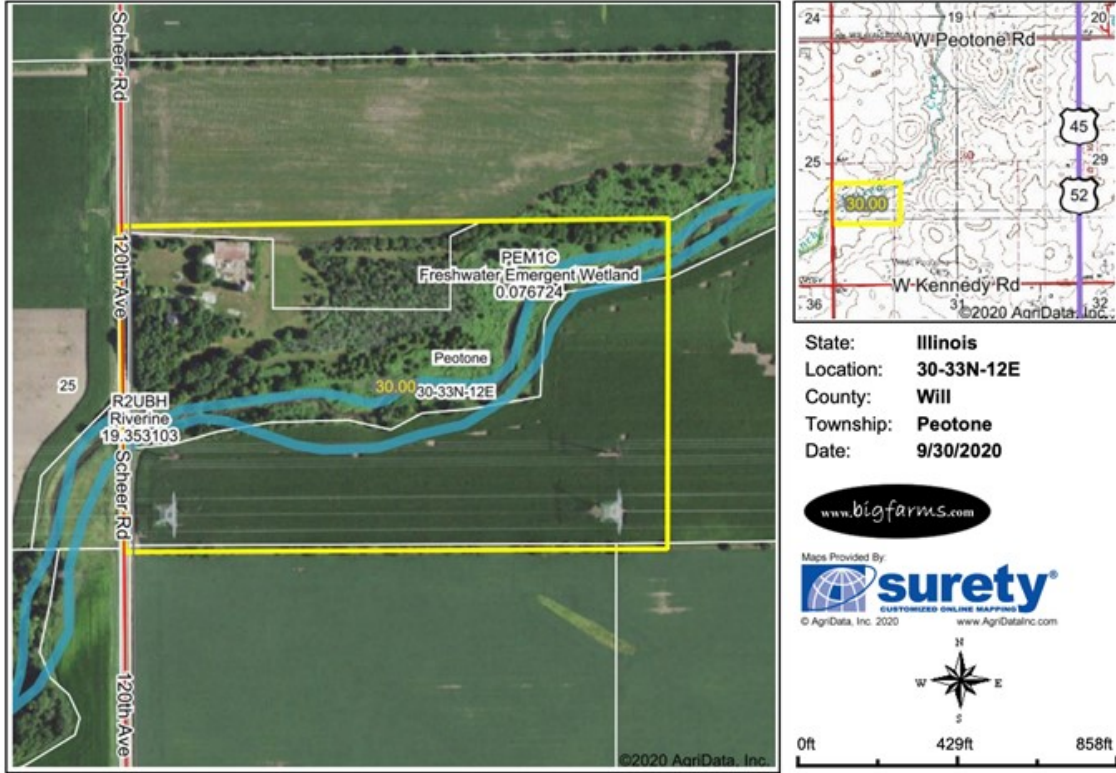 Scheer Rd
120th Ave
PEM1C
Freshwater Emergent Wetland
0.076724
Peotone
30.00
30-33N-12E
25
R2UBH
Riverine
19.353103
Scheer Rd
120th Ave
©2020 AgriData, Inc.
24
19
20
W Peotone Rd
45
25
29
52
30.00
W Kennedy Rd
36
31
32
©2020 AgriData, Inc.
State: Illinois
Location: 30-33N-12E
County: Will
Township: Peotone
Date: 9/30/2020
www.bigfarms.com
Maps Provided By:
surety®
CUSTOMIZED ONLINE MAPPING
© AgriData, Inc. 2020 www.AgriDataInc.com
N
W E
S
0ft 429ft 858ft